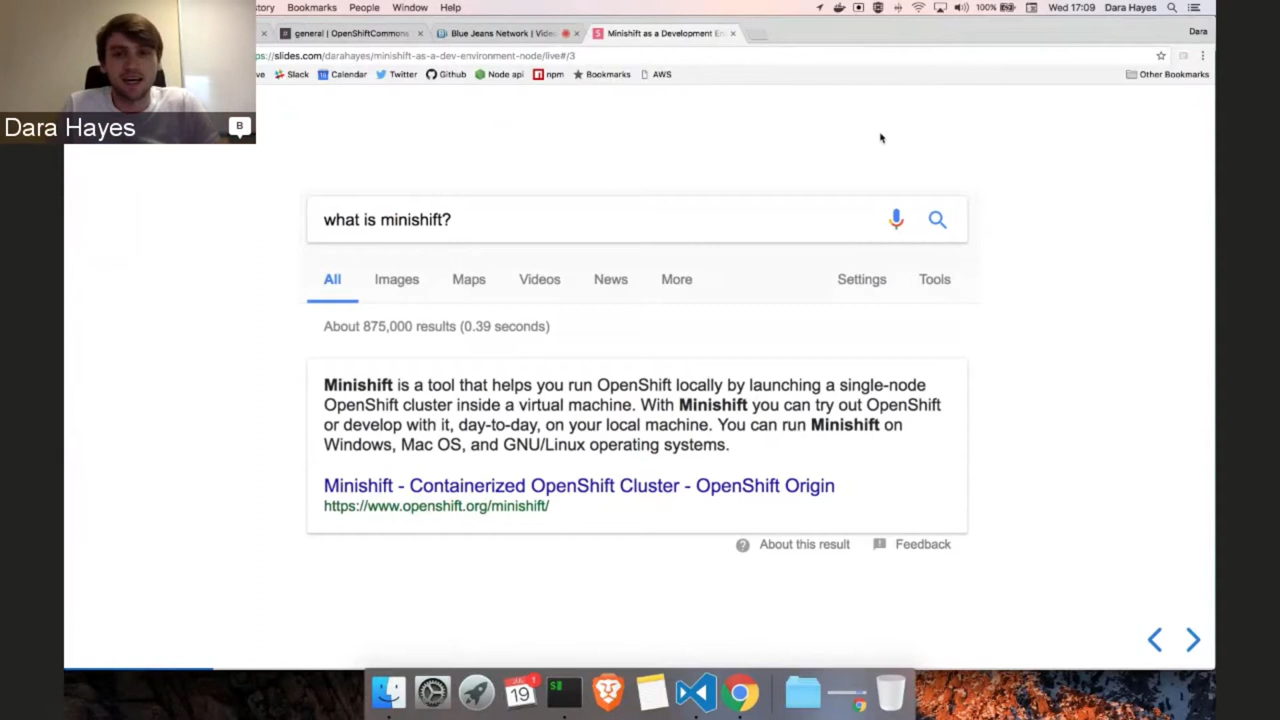 story Bookmarks People Window Help 100% Wed 17:09 Dara Hayes
general | OpenShiftCommons Blue Jeans Network | Vide Minishift as a Development En Dara
ps://slides.com/darahayes/minishift-as-a-dev-environment-node/live#/3
ve Slack Calendar Twitter Github Node api npm Bookmarks AWS Other Bookmarks
Dara Hayes B
what is minishift?
All Images Maps Videos News More Settings Tools
About 875,000 results (0.39 seconds)
Minishift is a tool that helps you run OpenShift locally by launching a single-node
OpenShift cluster inside a virtual machine. With Minishift you can try out OpenShift
or develop with it, day-to-day, on your local machine. You can run Minishift on
Windows, Mac OS, and GNU/Linux operating systems.
Minishift - Containerized OpenShift Cluster - OpenShift Origin
https://www.openshift.org/minishift/
About this result Feedback
19
1